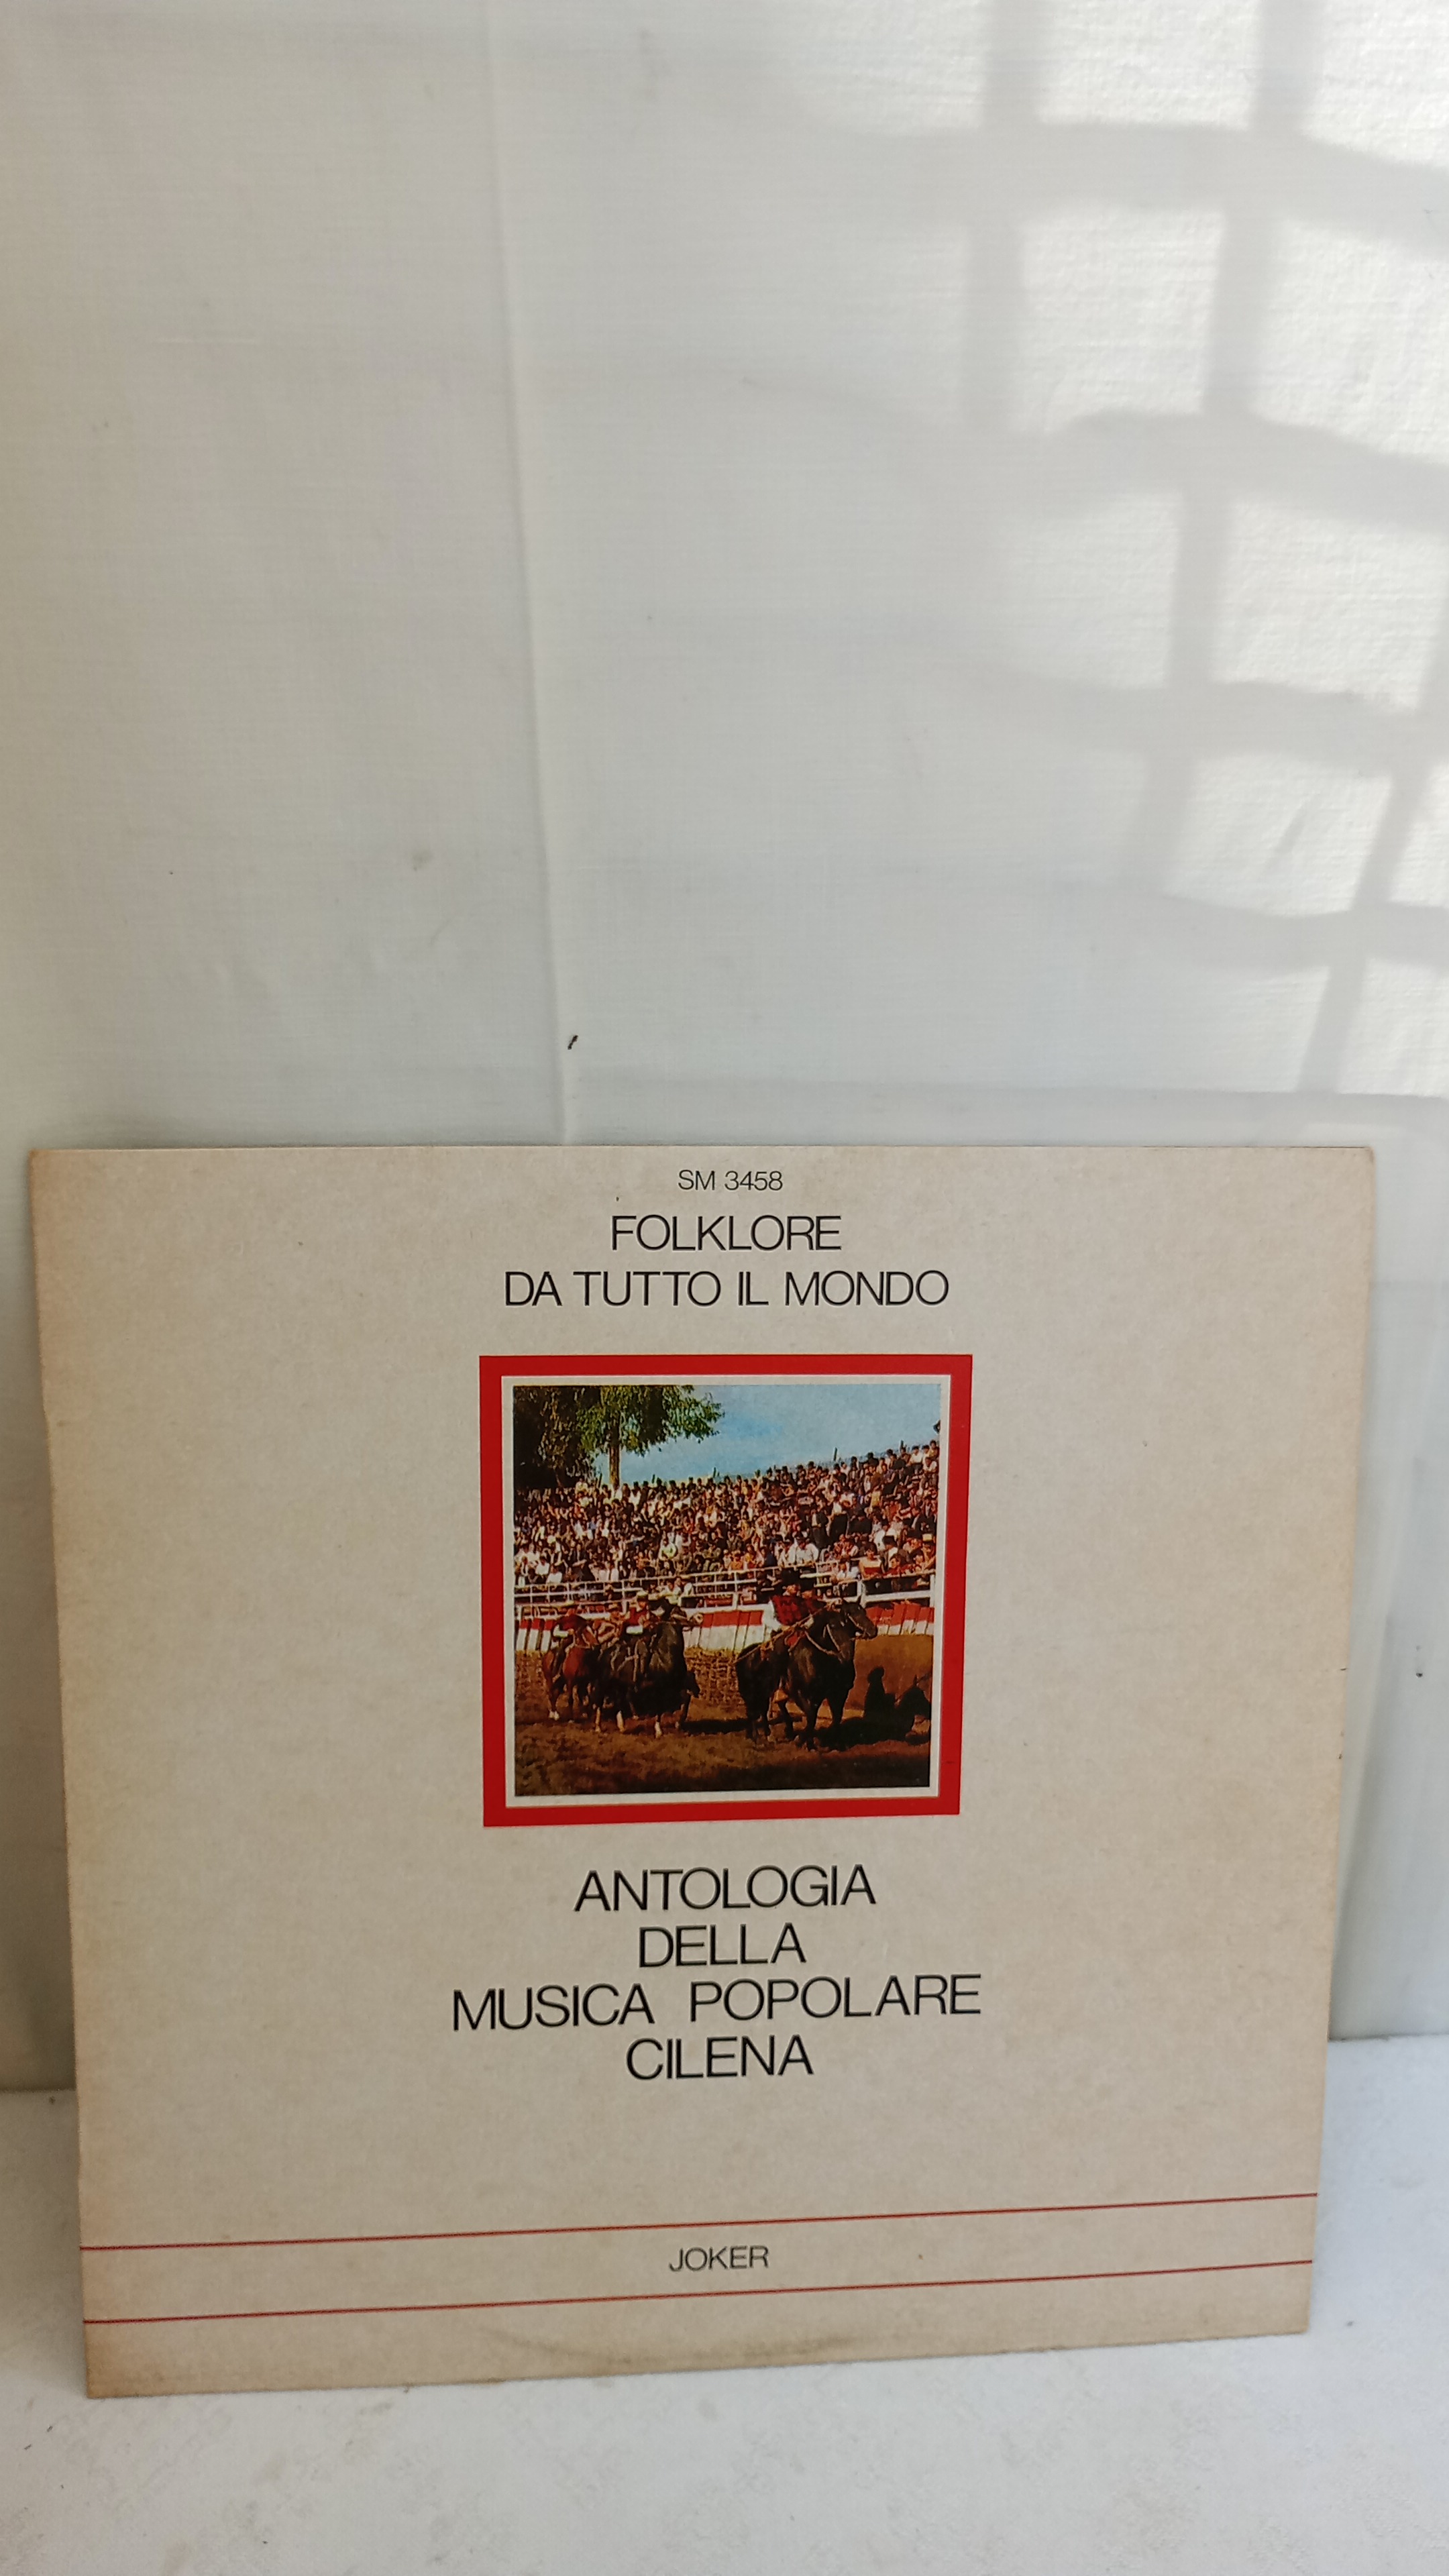 SM 3458
FOLKLORE
DA TUTTO IL MONDO
ANTOLOGIA
DELLA
MUSICA POPOLARE
CILENA
JOKER